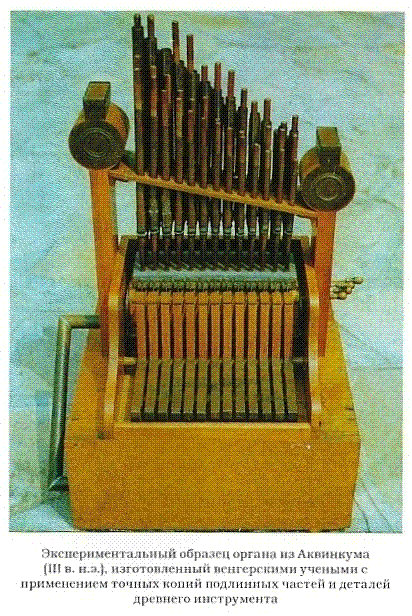 Экспериментальный образец органа из Аквинкума
(III в. н.э.), изготовленный венгерскими учеными с
применением точных копий подлинных частей и деталей
древнего инструмента